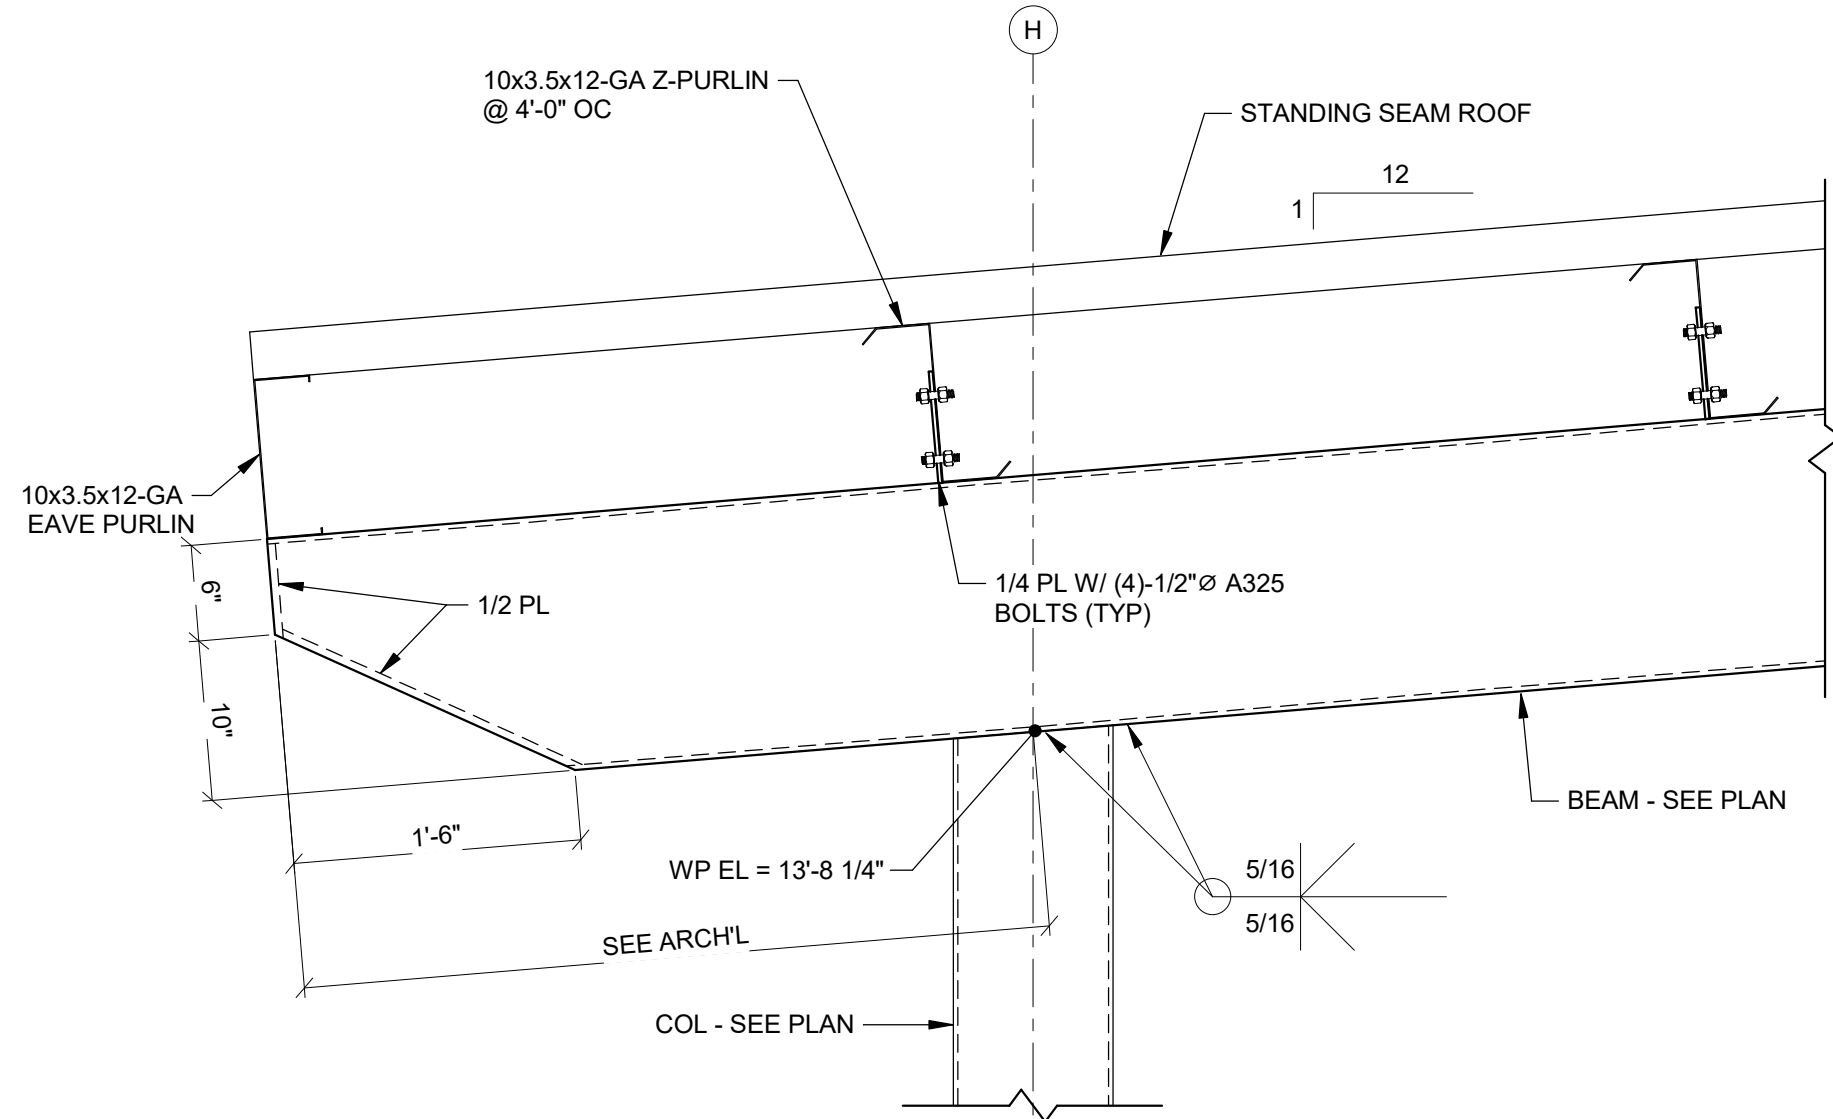 H
10x3.5x12-GA Z-PURLIN
@ 4'-0" OC
STANDING SEAM ROOF
12
1
10x3.5x12-GA
EAVE PURLIN
6"
1/2 PL
1/4 PL W/ (4)-1/2"Ø A325
BOLTS (TYP)
10"
BEAM - SEE PLAN
1'-6"
WP EL = 13'-8 1/4"
5/16
5/16
SEE ARCH'L
COL - SEE PLAN